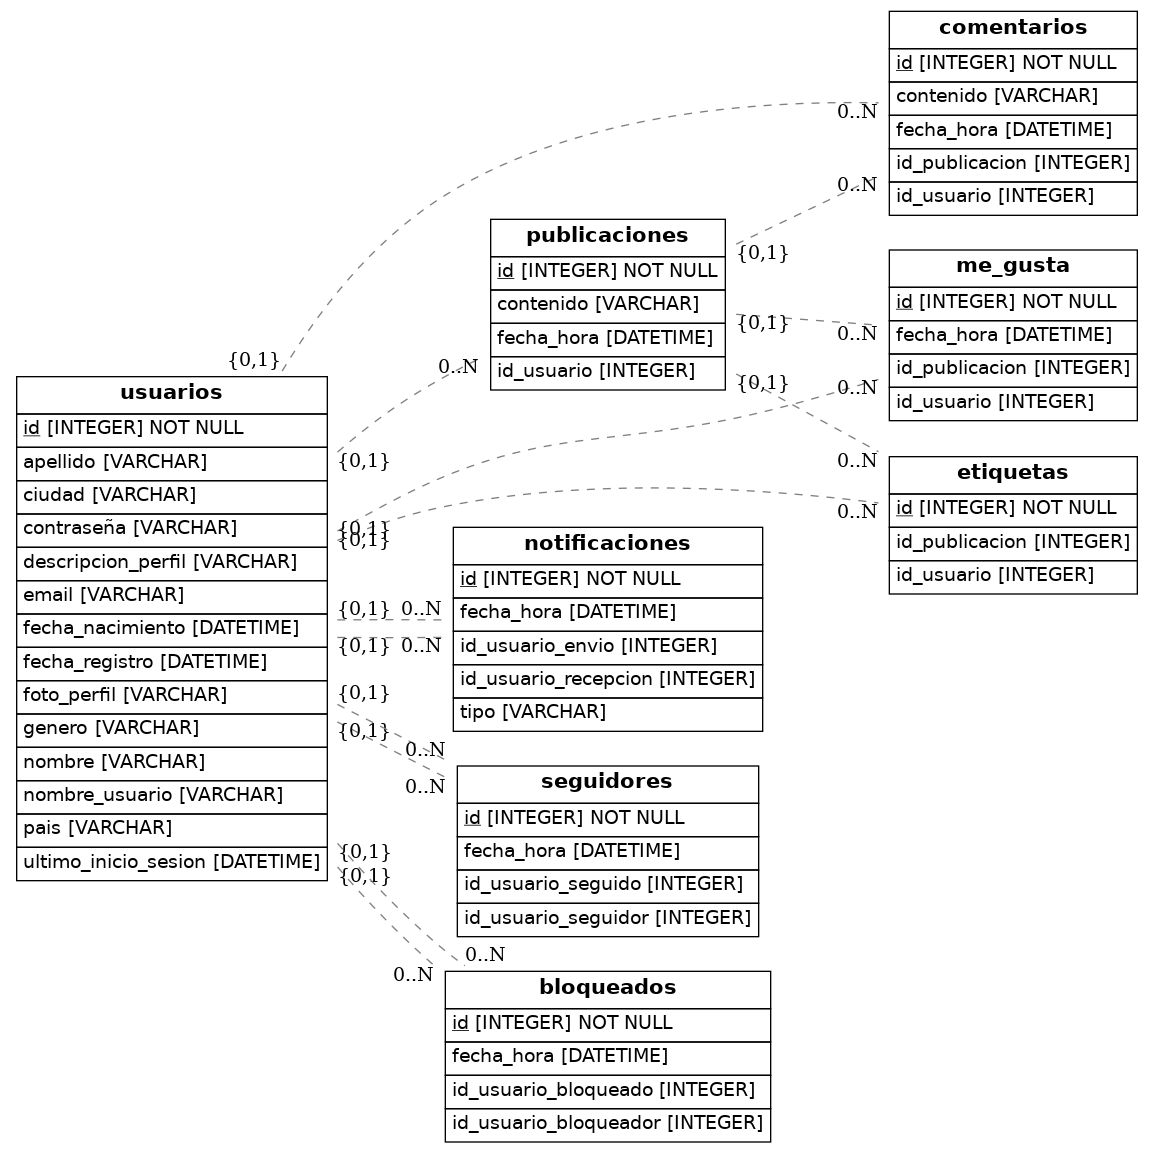 comentarios
id [INTEGER] NOT NULL
contenido [VARCHAR]
fecha_hora [DATETIME]
id_publicacion [INTEGER]
id_usuario [INTEGER]
0..N
0..N
publicaciones
id [INTEGER] NOT NULL
contenido [VARCHAR]
fecha_hora [DATETIME]
id_usuario [INTEGER]
{0,1}
{0,1}
{0,1}
0..N
me_gusta
id [INTEGER] NOT NULL
fecha_hora [DATETIME]
id_publicacion [INTEGER]
id_usuario [INTEGER]
0..N
0..N
{0,1}
usuarios
id [INTEGER] NOT NULL
apellido [VARCHAR]
ciudad [VARCHAR]
contraseña [VARCHAR]
descripcion_perfil [VARCHAR]
email [VARCHAR]
fecha_nacimiento [DATETIME]
fecha_registro [DATETIME]
foto_perfil [VARCHAR]
genero [VARCHAR]
nombre [VARCHAR]
nombre_usuario [VARCHAR]
pais [VARCHAR]
ultimo_inicio_sesion [DATETIME]
{0,1}
{0,1}
{0,1}
0..N
0..N
etiquetas
id [INTEGER] NOT NULL
id_publicacion [INTEGER]
id_usuario [INTEGER]
{0,1} 0..N
{0,1} 0..N
notificaciones
id [INTEGER] NOT NULL
fecha_hora [DATETIME]
id_usuario_envio [INTEGER]
id_usuario_recepcion [INTEGER]
tipo [VARCHAR]
{0,1}
{0,1}
0..N
0..N
seguidores
id [INTEGER] NOT NULL
fecha_hora [DATETIME]
id_usuario_seguido [INTEGER]
id_usuario_seguidor [INTEGER]
{0,1}
{0,1}
0..N
0..N
bloqueados
id [INTEGER] NOT NULL
fecha_hora [DATETIME]
id_usuario_bloqueado [INTEGER]
id_usuario_bloqueador [INTEGER]